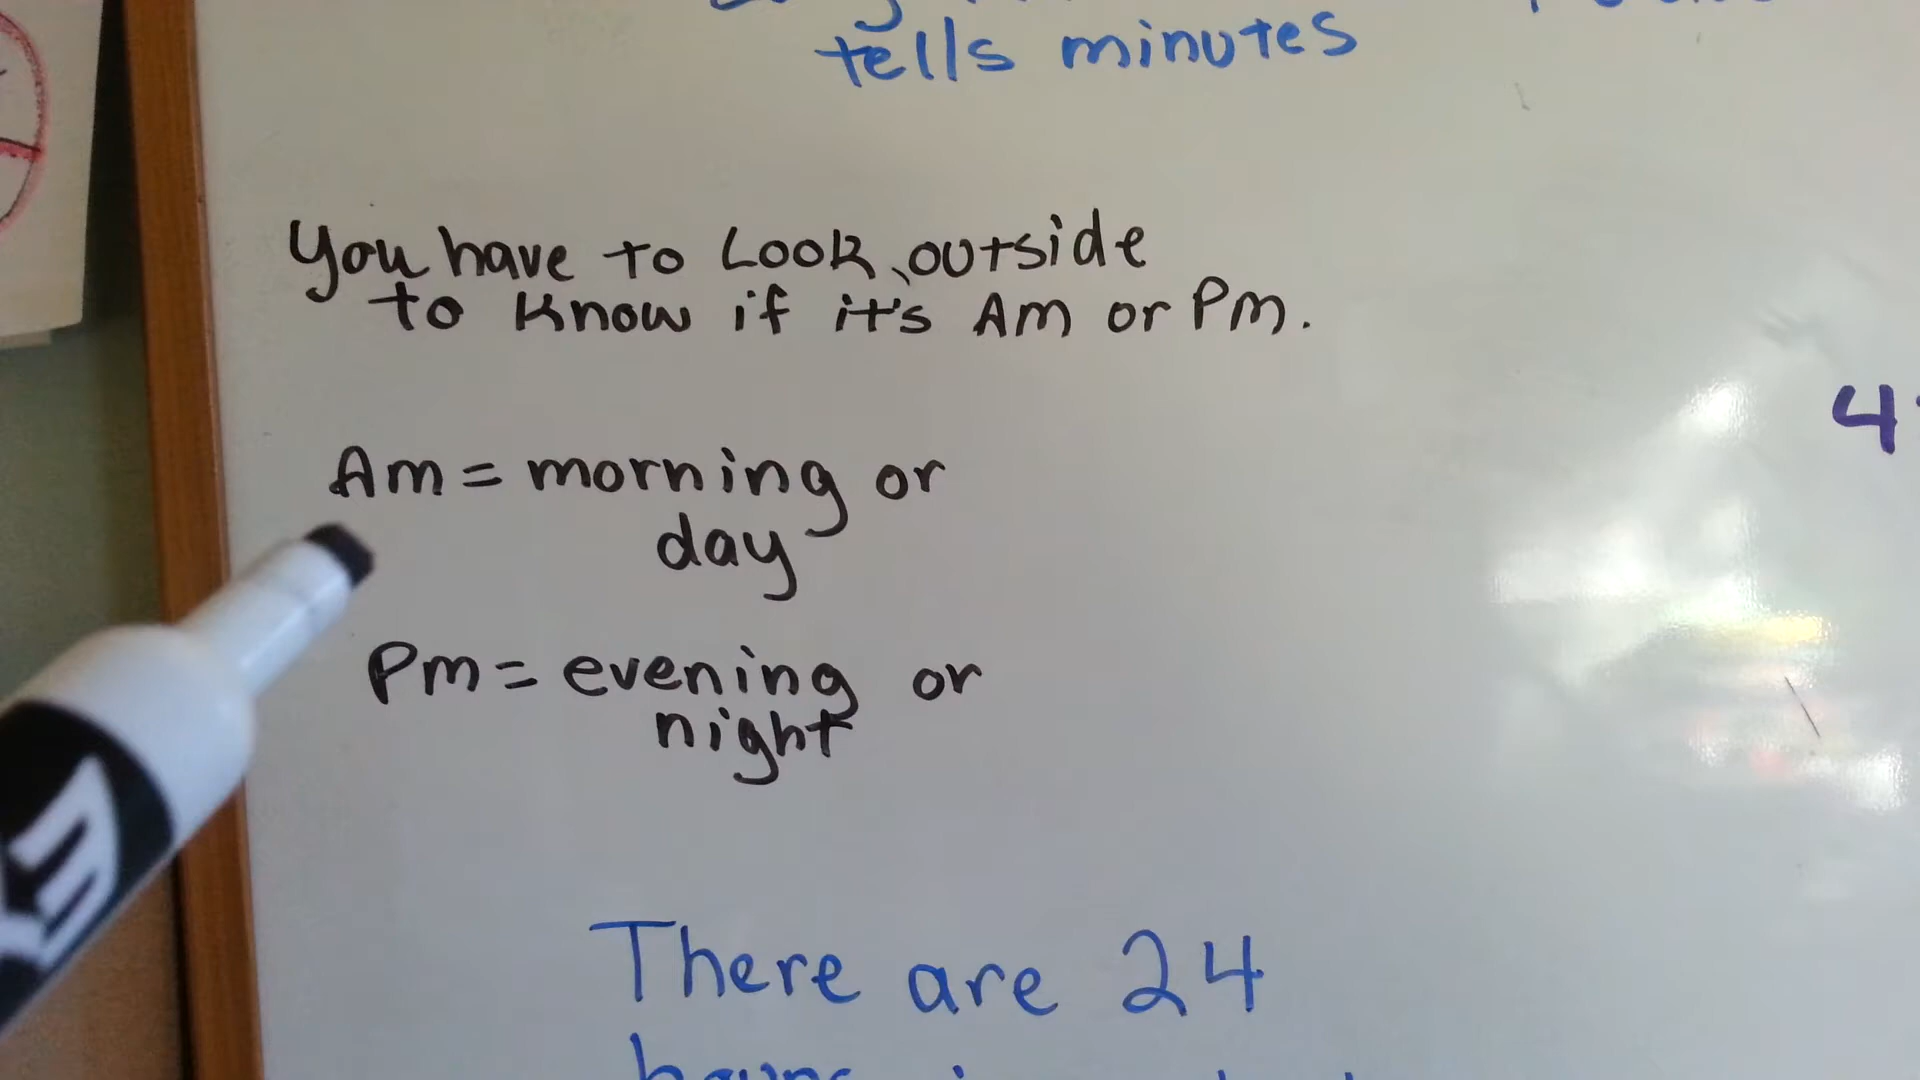 tells minutes
You have to Look outside
to Know if it's Am or Pm.
4
Am = morning or
day
Pm = evening or
night
There are 24